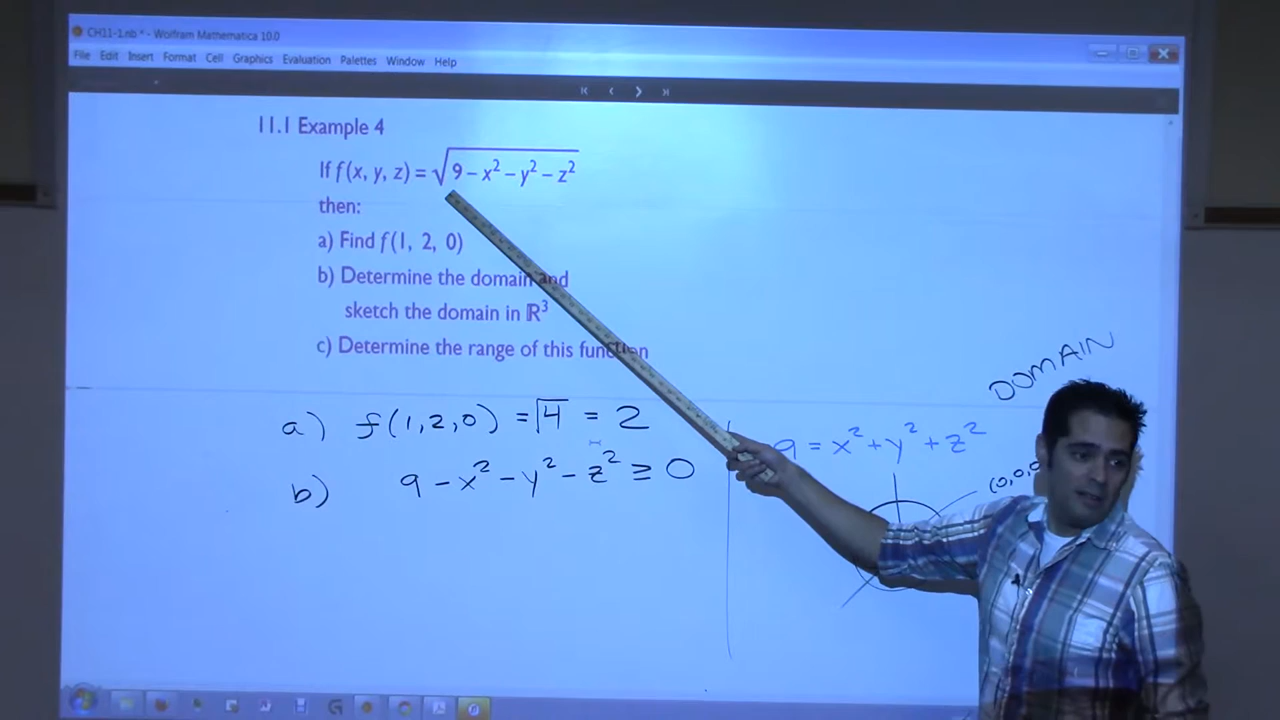 CH11-1.nb * - Wolfram Mathematica 10.0
File Edit Insert Format Cell Graphics Evaluation Palettes Window Help
11.1 Example 4
If f(x, y, z) = √(9 – x² – y² – z²)
then:
a) Find f(1, 2, 0)
b) Determine the domain and
sketch the domain in ℝ³
c) Determine the range of this function
a) f(1,2,0) = √4 = 2
b) 9 - x² - y² - z² ≥ 0
DOMAIN
9 = x² + y² + z²
(0,0,0